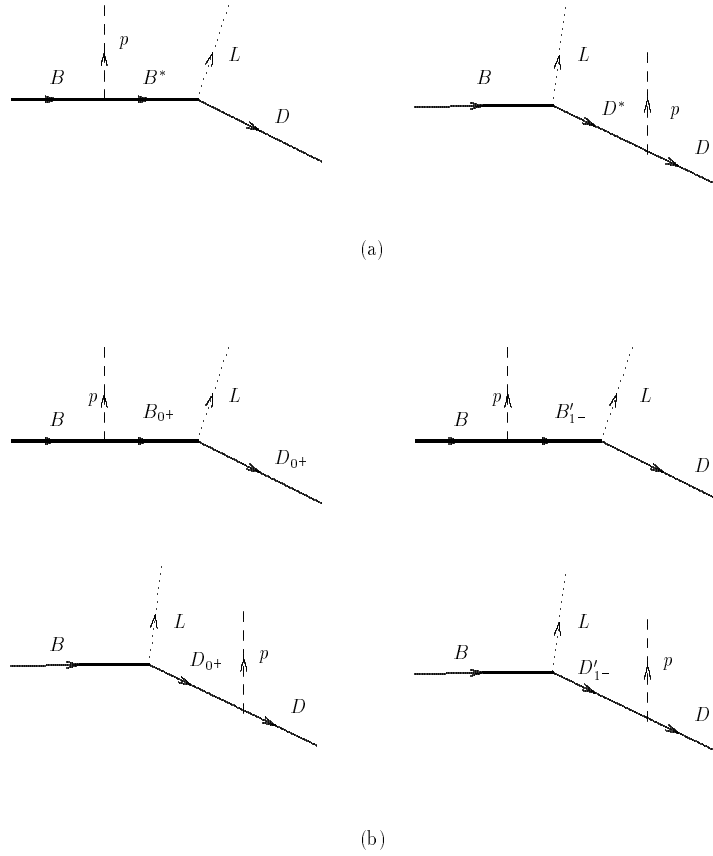 p L
B B* D
B L p
D* D
(a)
p L
B B₀₊ D₀₊
p L
B B′₁₋ D
B L p
D₀₊ D
B L p
D′₁₋ D
(b)